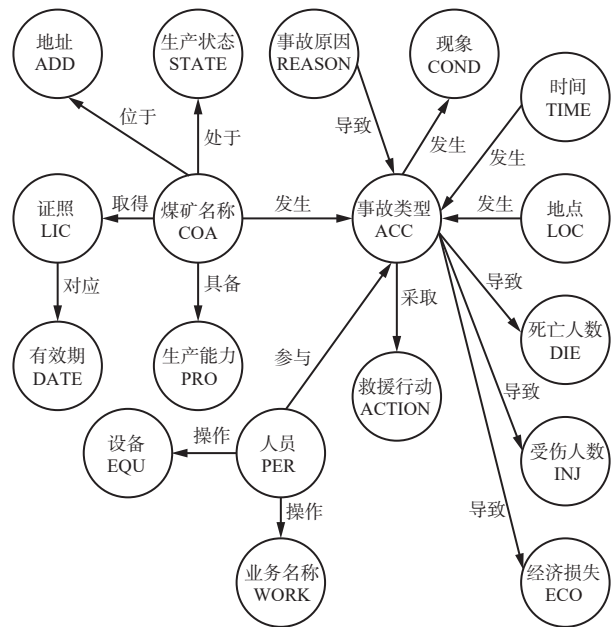 地址
ADD
生产状态
STATE
事故原因
REASON
现象
COND
时间
TIME
位于
处于
导致
发生
发生
证照
LIC
取得
煤矿名称
COA
发生
事故类型
ACC
发生
地点
LOC
对应
具备
采取
导致
有效期
DATE
生产能力
PRO
参与
救援行动
ACTION
死亡人数
DIE
导致
设备
EQU
操作
人员
PER
受伤人数
INJ
操作
导致
业务名称
WORK
经济损失
ECO